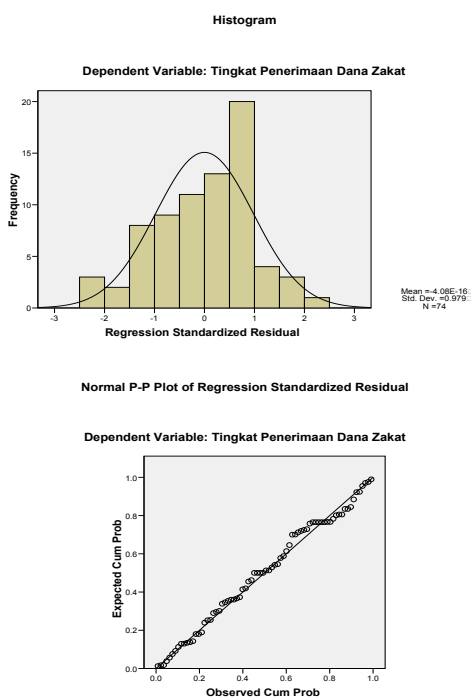 Histogram
Dependent Variable: Tingkat Penerimaan Dana Zakat
20
15
10
5
0
Frequency
-3 -2 -1 0 1 2 3
Regression Standardized Residual
Mean =-4.08E-16
Std. Dev. =0.979
N =74
Normal P-P Plot of Regression Standardized Residual
Dependent Variable: Tingkat Penerimaan Dana Zakat
1.0
0.8
0.6
0.4
0.2
0.0
Expected Cum Prob
0.0 0.2 0.4 0.6 0.8 1.0
Observed Cum Prob